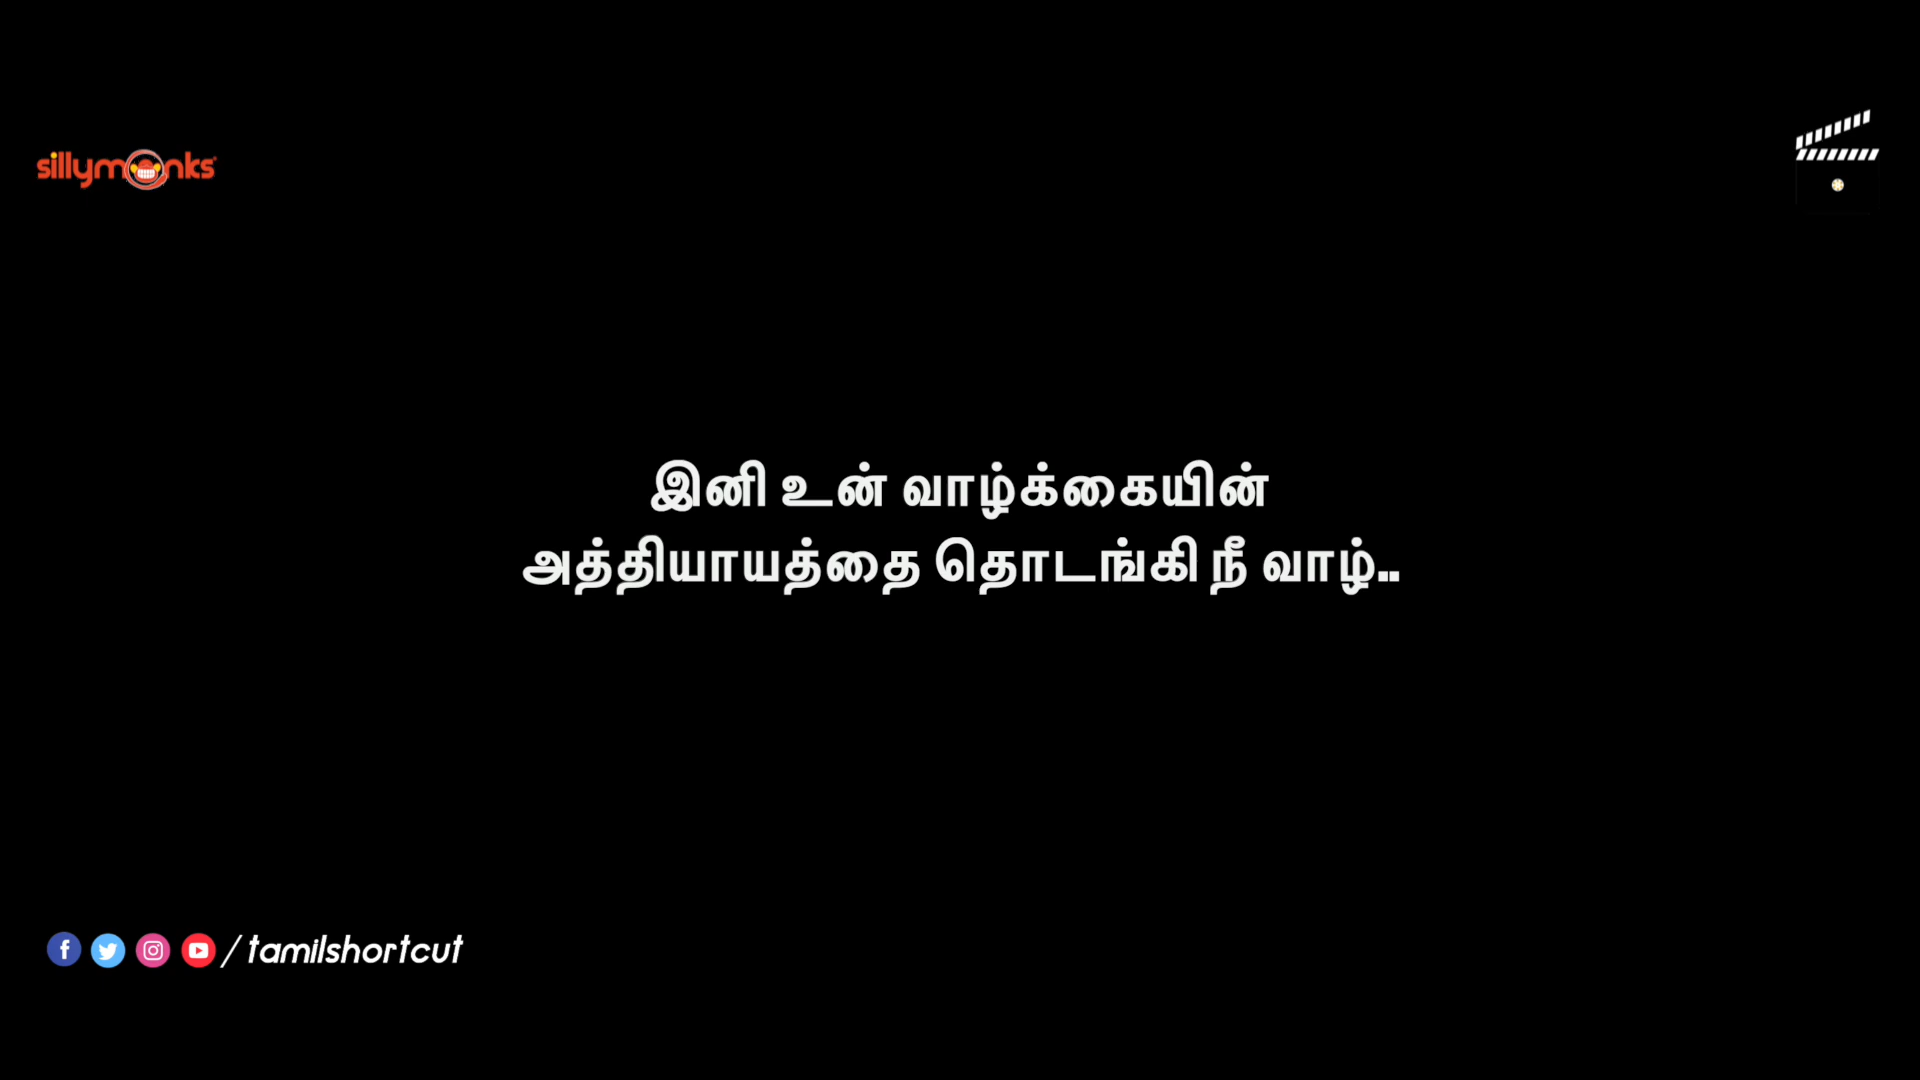 sillymonks
இனி உன் வாழ்க்கையின்
அத்தியாயத்தை தொடங்கி நீ வாழ்..
/ tamilshortcut